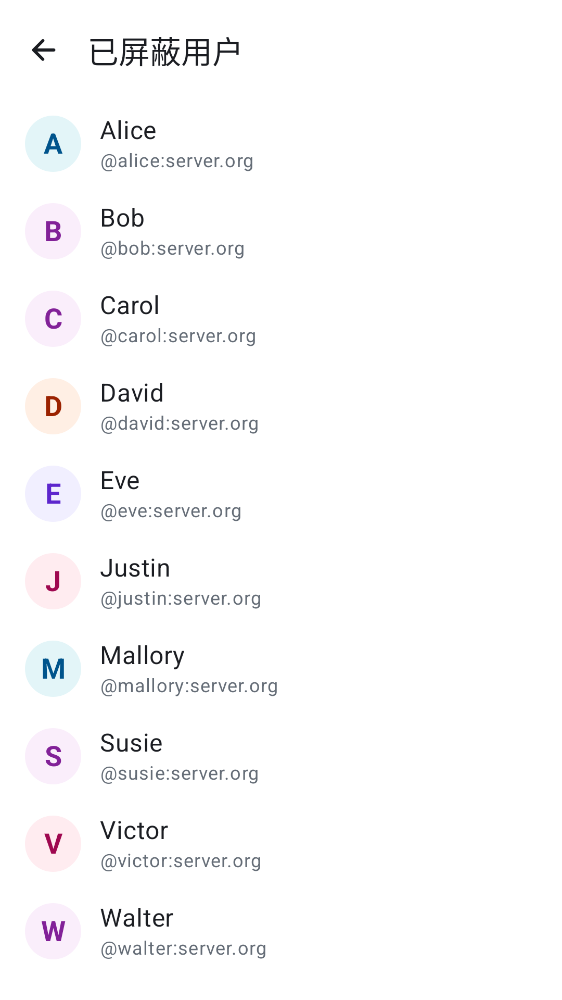 已屏蔽用户
A
Alice
@alice:server.org
B
Bob
@bob:server.org
C
Carol
@carol:server.org
D
David
@david:server.org
E
Eve
@eve:server.org
J
Justin
@justin:server.org
M
Mallory
@mallory:server.org
S
Susie
@susie:server.org
V
Victor
@victor:server.org
W
Walter
@walter:server.org